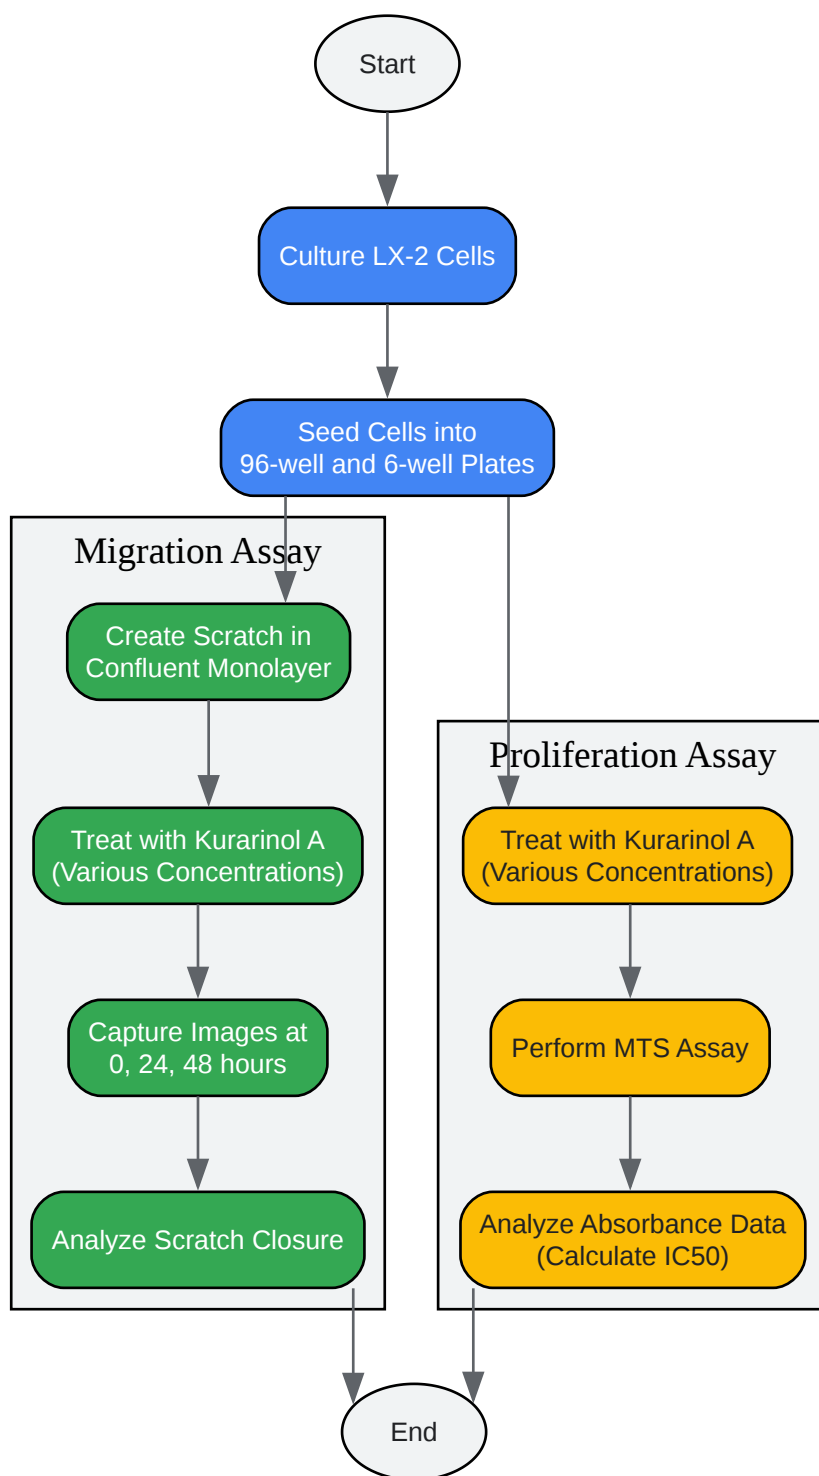 Start
Culture LX-2 Cells
Seed Cells into
96-well and 6-well Plates
Migration Assay
Create Scratch in
Confluent Monolayer
Treat with Kurarinol A
(Various Concentrations)
Capture Images at
0, 24, 48 hours
Analyze Scratch Closure
Proliferation Assay
Treat with Kurarinol A
(Various Concentrations)
Perform MTS Assay
Analyze Absorbance Data
(Calculate IC50)
End